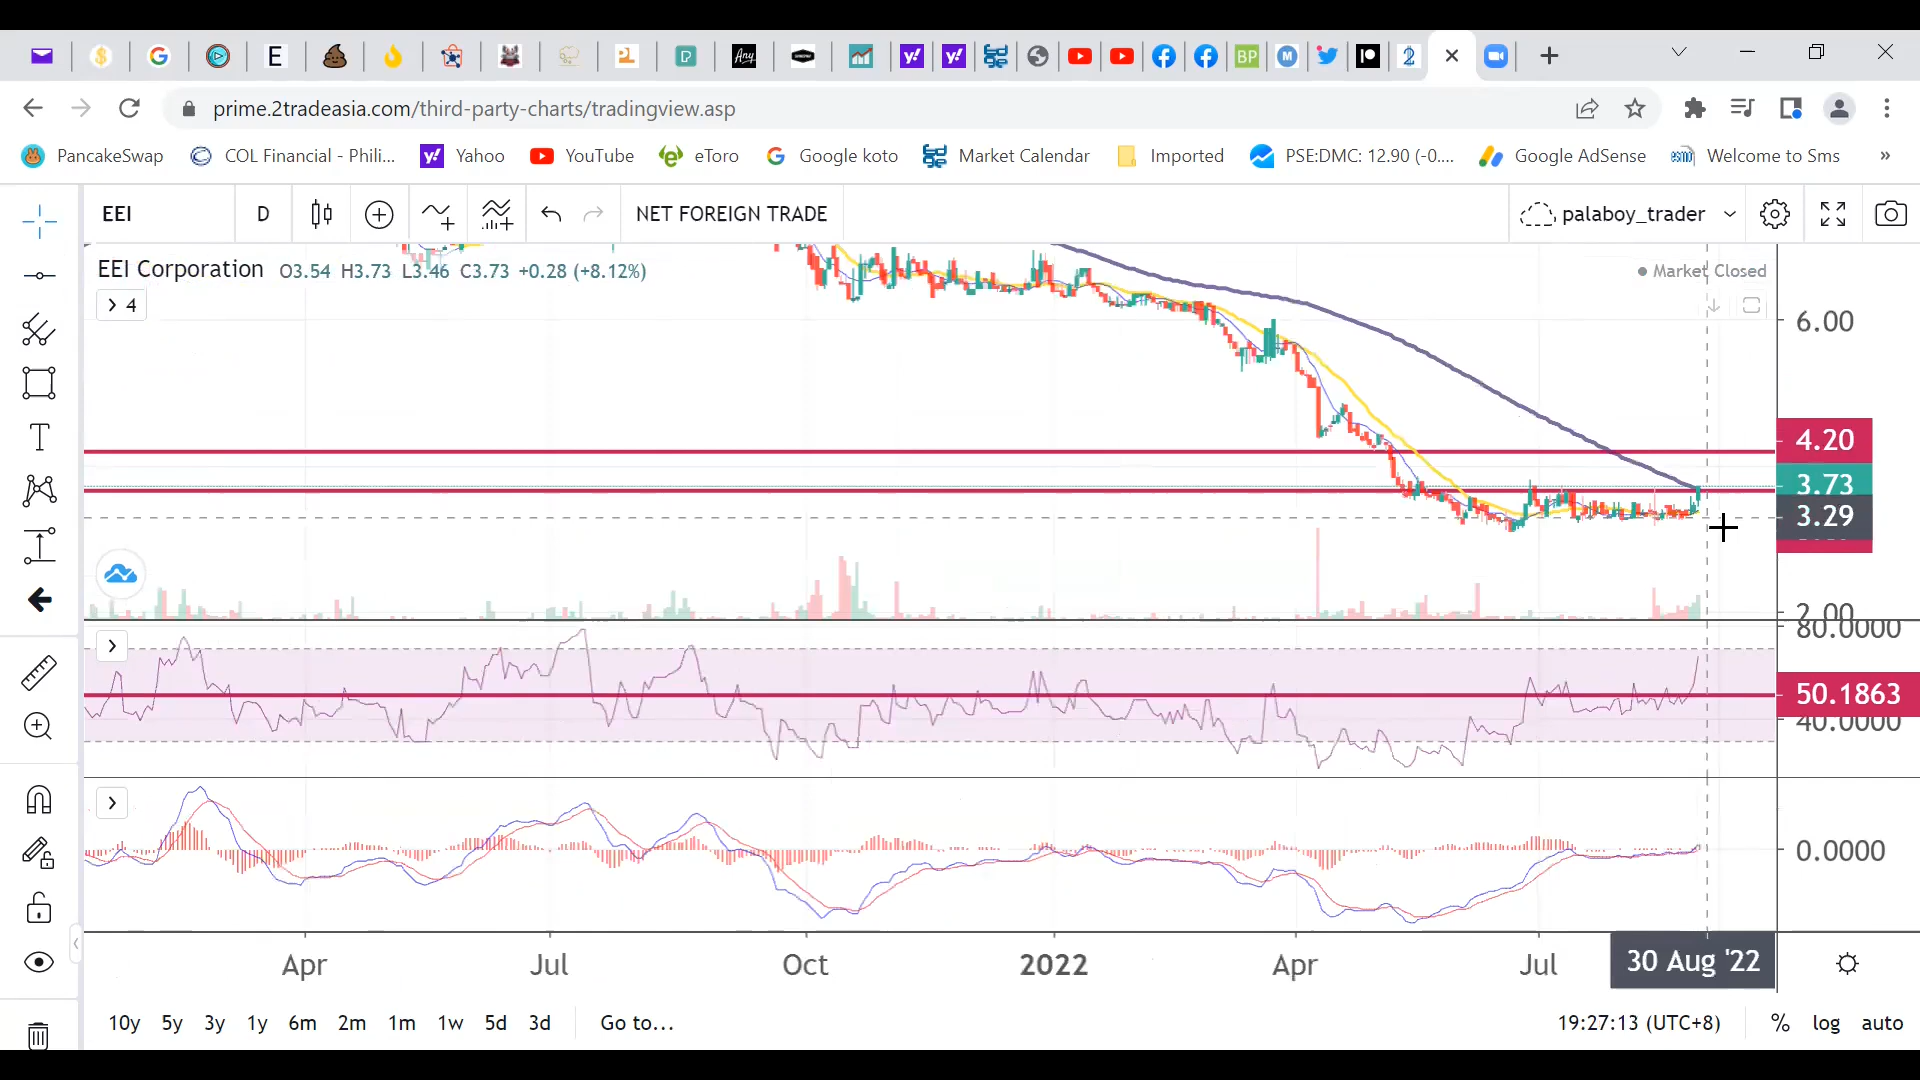 E
Any
BP
M
2
prime.2tradeasia.com/third-party-charts/tradingview.asp
PancakeSwap
COL Financial - Phili...
Yahoo
YouTube
eToro
Google koto
Market Calendar
Imported
PSE:DMC: 12.90 (-0....
Google AdSense
Welcome to Sms
»
EEI
D
NET FOREIGN TRADE
palaboy_trader
EEI Corporation O3.54 H3.73 L3.46 C3.73 +0.28 (+8.12%)
Market Closed
4
6.00
4.20
3.73
3.29
2.00
80.0000
50.1863
40.0000
0.0000
Apr
Jul
Oct
2022
Apr
Jul
30 Aug '22
10y 5y 3y 1y 6m 2m 1m 1w 5d 3d Go to...
19:27:13 (UTC+8) % log auto